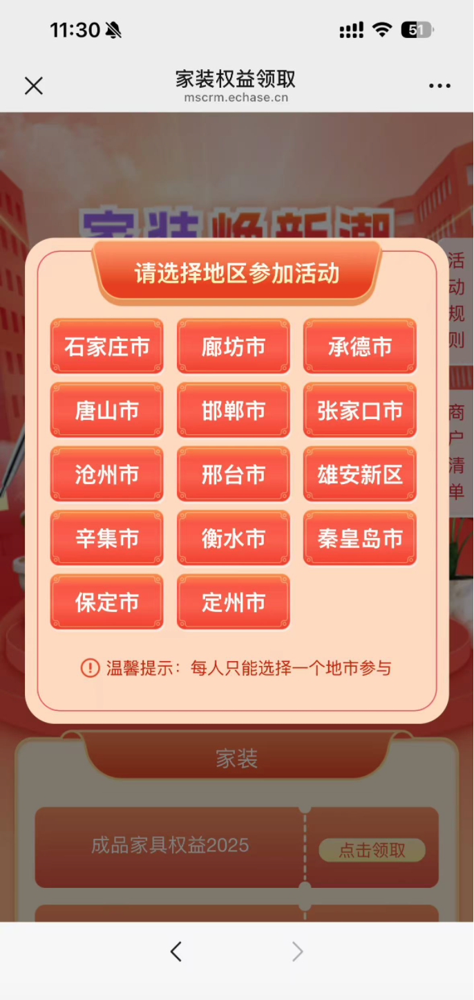 11:30
51
家装权益领取
mscrm.echase.cn
家装焕新潮
请选择地区参加活动
活动规则
石家庄市 廊坊市 承德市
唐山市 邯郸市 张家口市
商户清单
沧州市 邢台市 雄安新区
辛集市 衡水市 秦皇岛市
保定市 定州市
温馨提示：每人只能选择一个地市参与
家装
成品家具权益2025
点击领取